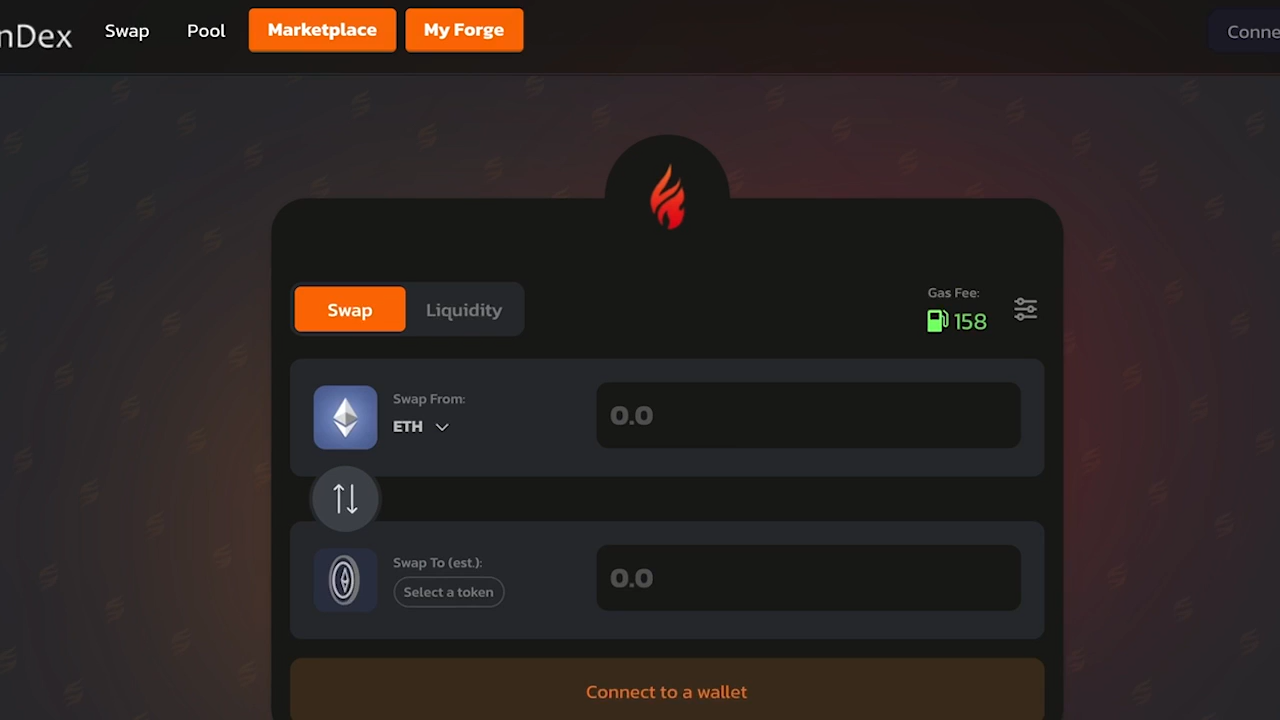 nDex
Swap
Pool
Marketplace
My Forge
Conne
Swap
Liquidity
Gas Fee:
158
Swap From:
ETH
0.0
Swap To (est.):
Select a token
0.0
Connect to a wallet